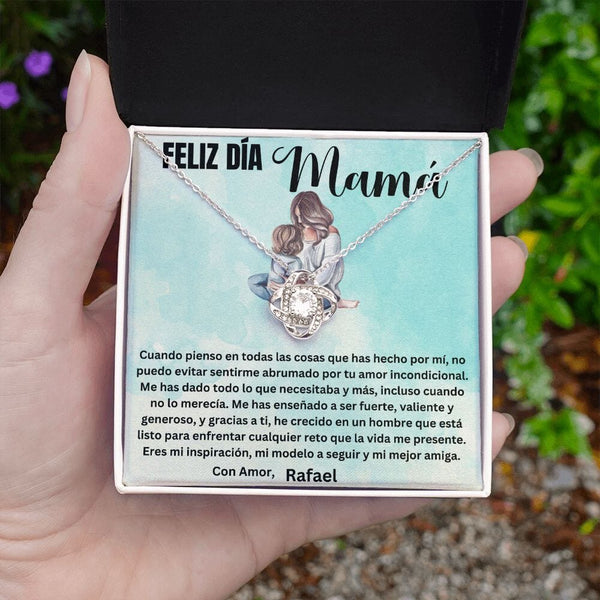 FELIZ DÍA Mamá
Cuando pienso en todas las cosas que has hecho por mí, no
puedo evitar sentirme abrumado por tu amor incondicional.
Me has dado todo lo que necesitaba y más, incluso cuando
no lo merecía. Me has enseñado a ser fuerte, valiente y
generoso, y gracias a ti, he crecido en un hombre que está
listo para enfrentar cualquier reto que la vida me presente.
Eres mi inspiración, mi modelo a seguir y mi mejor amiga.
Con Amor, Rafael